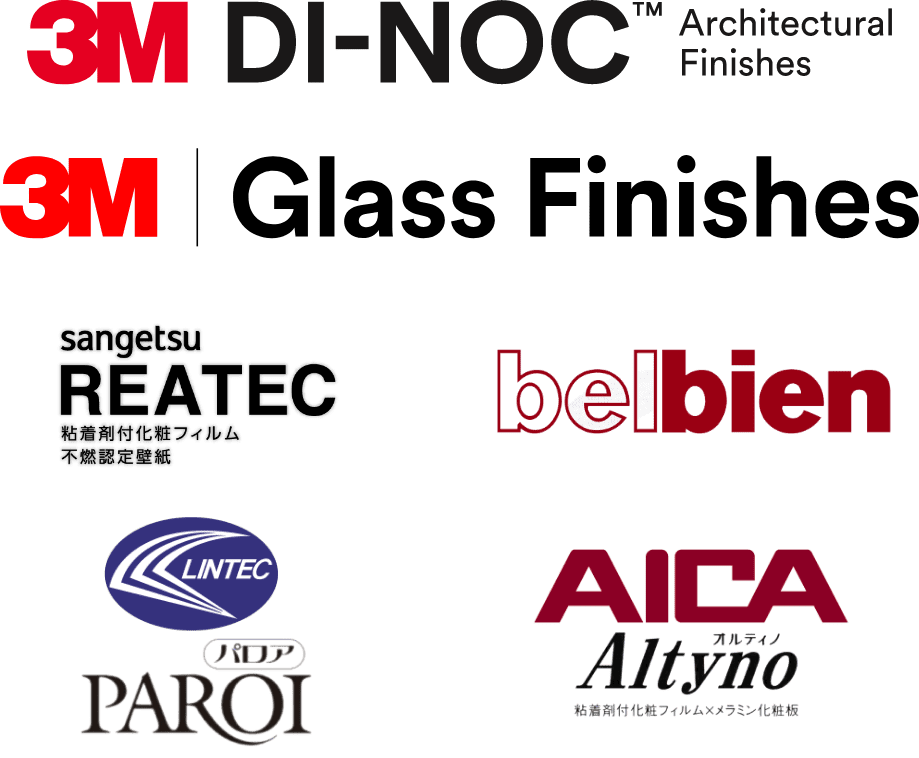 3M DI-NOC™ Architectural
Finishes
3M Glass Finishes
sangetsu
REATEC
粘着剤付化粧フィルム
不燃認定壁紙
belbien
LINTEC
パロア
PAROI
AICA
オルティノ
Altyno
粘着剤付化粧フィルム×メラミン化粧板